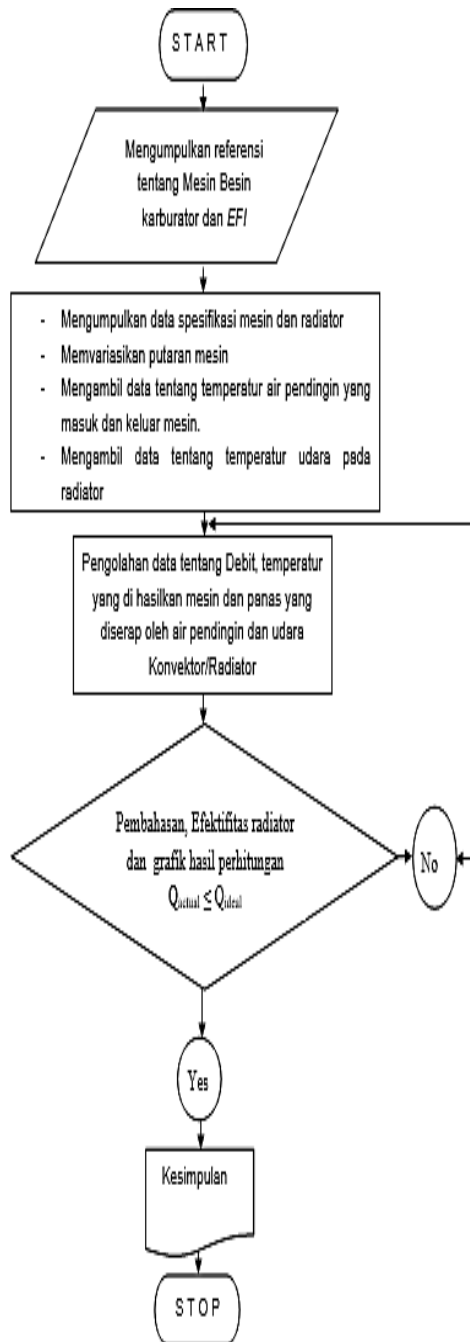 START
Mengumpulkan referensi
tentang Mesin Besin
karburator dan EFI
- Mengumpulkan data spesifikasi mesin dan radiator
- Memvariasikan putaran mesin
- Mengambil data tentang temperatur air pendingin yang
masuk dan keluar mesin.
- Mengambil data tentang temperatur udara pada
radiator
Pengolahan data tentang Debit, temperatur
yang di hasilkan mesin dan panas yang
diserap oleh air pendingin dan udara
Konvektor/Radiator
Pembahasan, Efektifitas radiator
dan grafik hasil perhitungan
Qactual ≤ Qideal
No
Yes
Kesimpulan
STOP